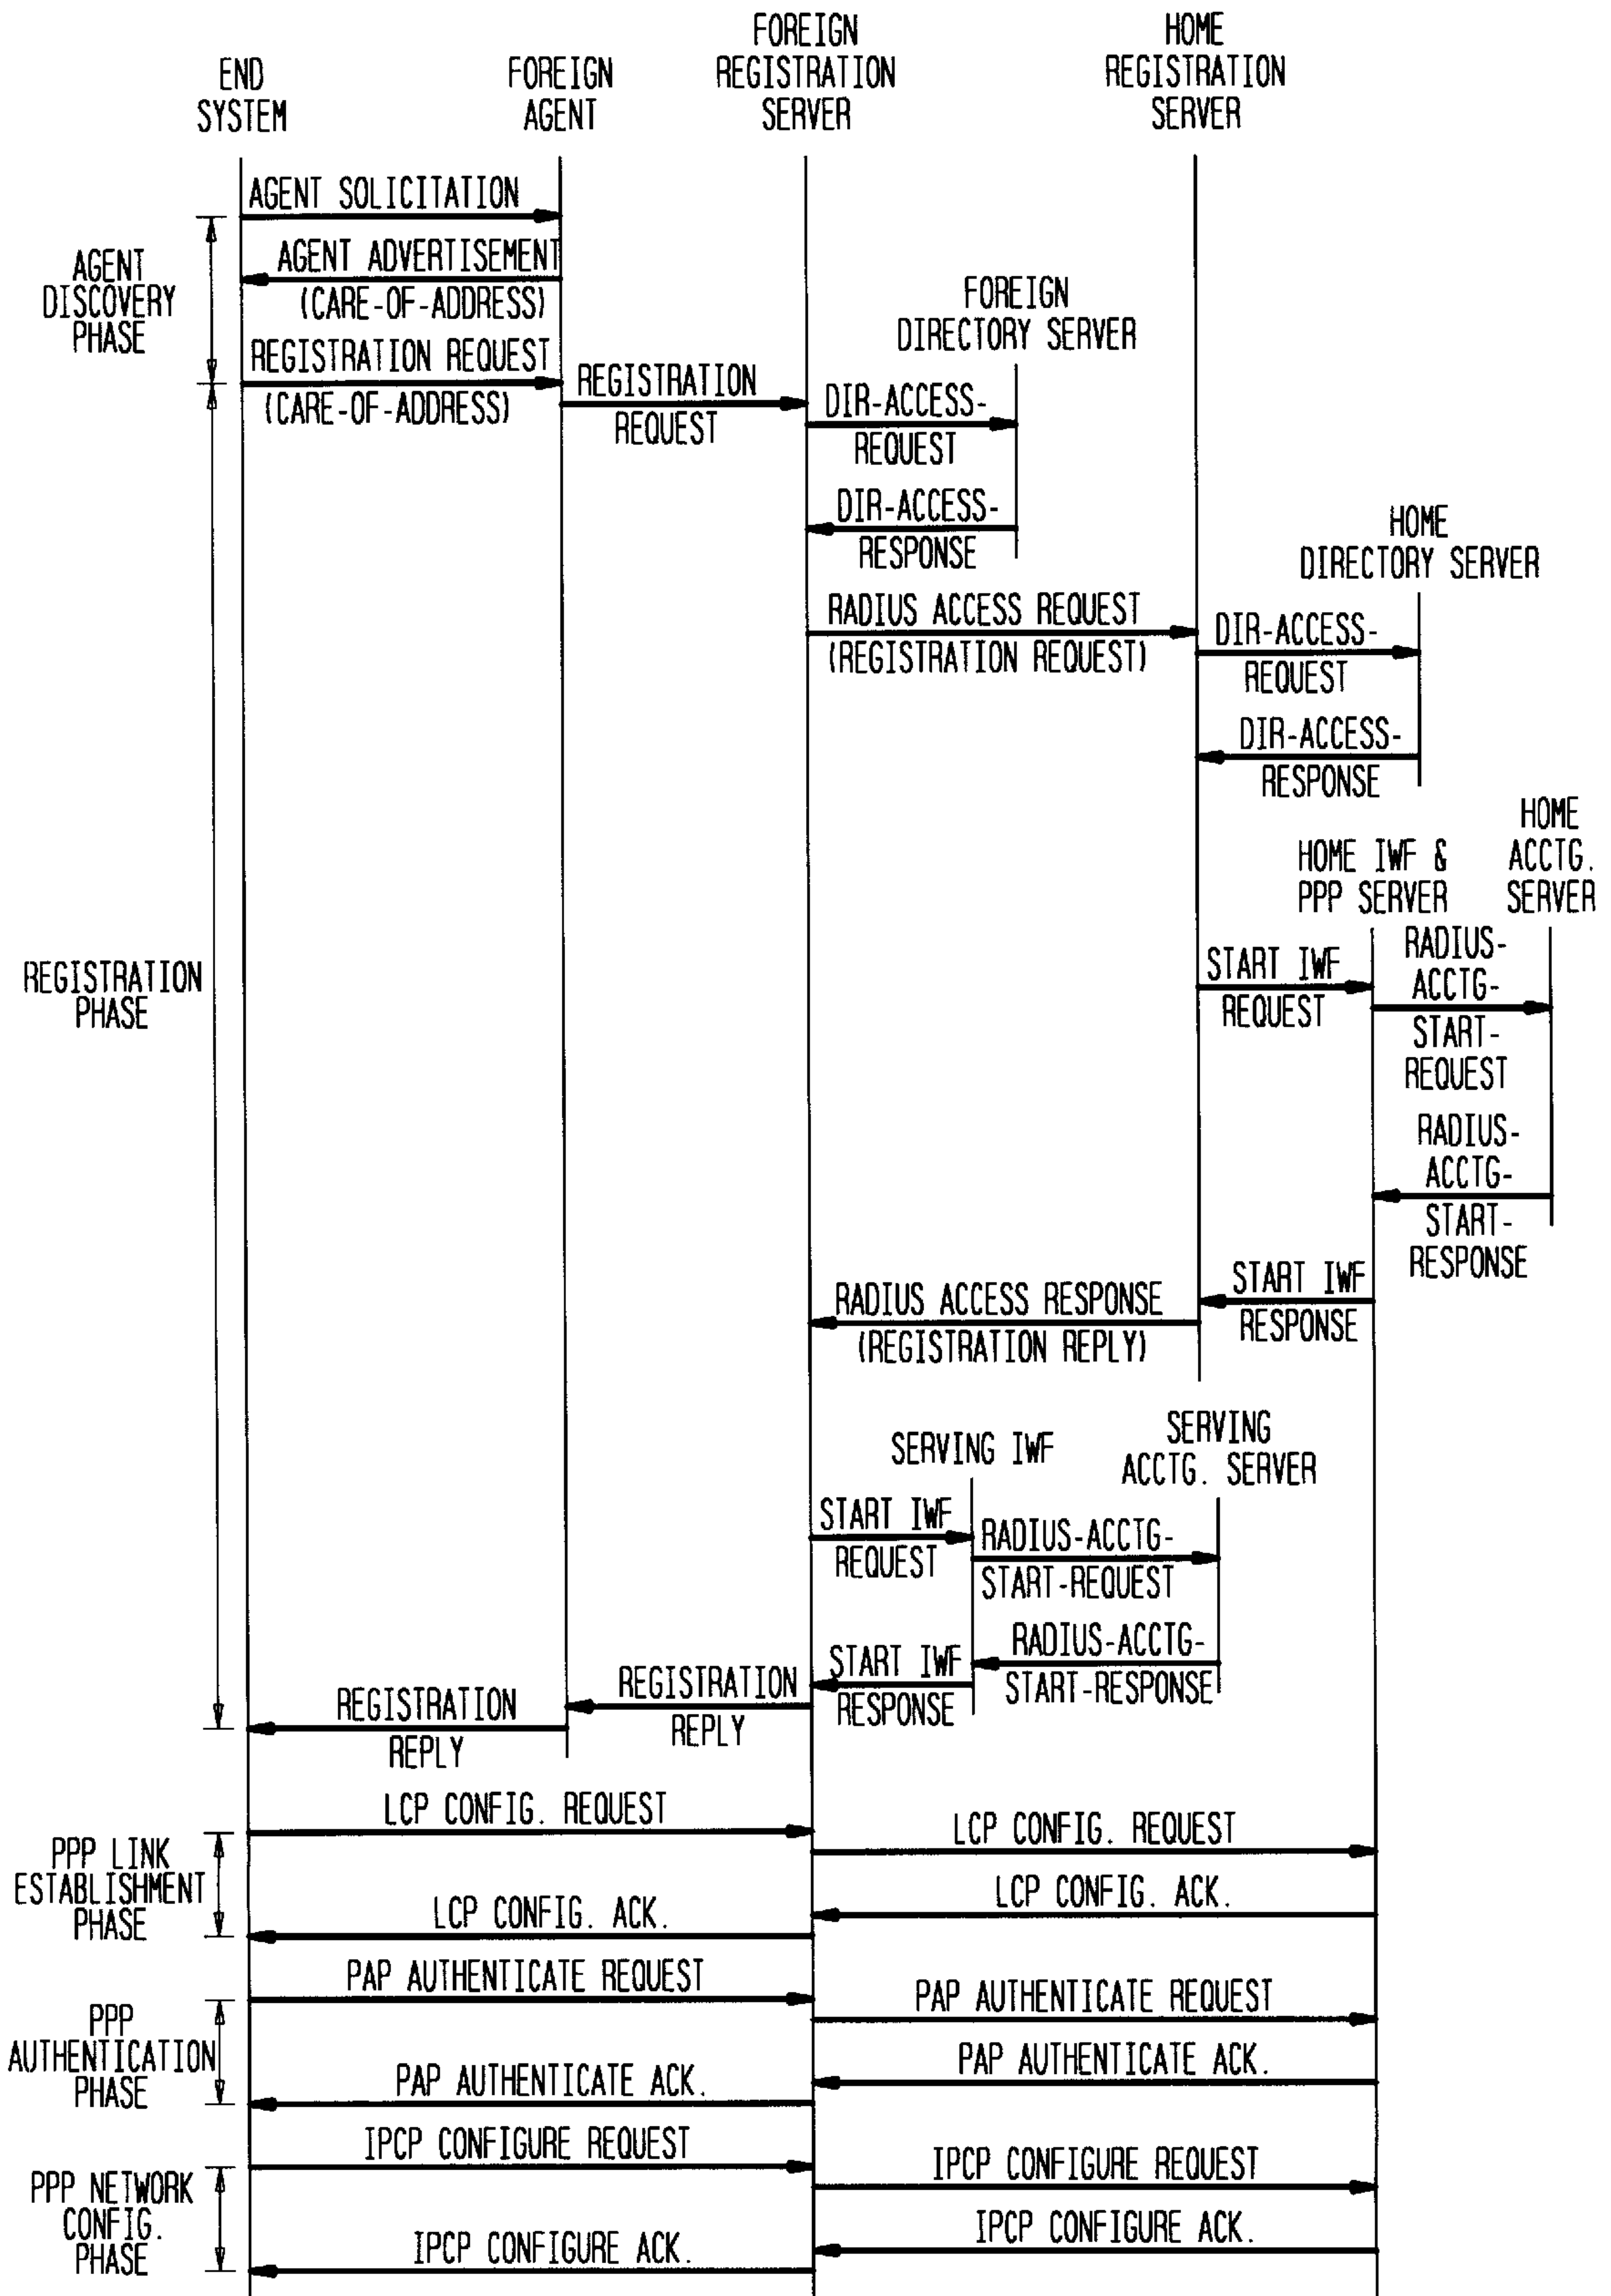 END
SYSTEM
FOREIGN
AGENT
FOREIGN
REGISTRATION
SERVER
HOME
REGISTRATION
SERVER
AGENT SOLICITATION
AGENT ADVERTISEMENT
(CARE-OF-ADDRESS)
AGENT
DISCOVERY
PHASE
REGISTRATION REQUEST
(CARE-OF-ADDRESS)
REGISTRATION
REQUEST
FOREIGN
DIRECTORY SERVER
DIR-ACCESS-
REQUEST
DIR-ACCESS-
RESPONSE
HOME
DIRECTORY SERVER
RADIUS ACCESS REQUEST
(REGISTRATION REQUEST)
DIR-ACCESS-
REQUEST
DIR-ACCESS-
RESPONSE
HOME IWF &
PPP SERVER
HOME
ACCTG.
SERVER
REGISTRATION
PHASE
START IWF
REQUEST
RADIUS-
ACCTG-
START-
REQUEST
RADIUS-
ACCTG-
START-
RESPONSE
START IWF
RESPONSE
RADIUS ACCESS RESPONSE
(REGISTRATION REPLY)
SERVING IWF
SERVING
ACCTG. SERVER
START IWF
REQUEST
RADIUS-ACCTG-
START-REQUEST
RADIUS-ACCTG-
START-RESPONSE
START IWF
RESPONSE
REGISTRATION
REPLY
REGISTRATION
REPLY
LCP CONFIG. REQUEST
LCP CONFIG. REQUEST
PPP LINK
ESTABLISHMENT
PHASE
LCP CONFIG. ACK.
LCP CONFIG. ACK.
PAP AUTHENTICATE REQUEST
PAP AUTHENTICATE REQUEST
PPP
AUTHENTICATION
PHASE
PAP AUTHENTICATE ACK.
PAP AUTHENTICATE ACK.
IPCP CONFIGURE REQUEST
IPCP CONFIGURE REQUEST
PPP NETWORK
CONFIG.
PHASE
IPCP CONFIGURE ACK.
IPCP CONFIGURE ACK.